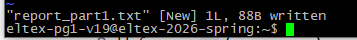 "report_part1.txt" [New] 1L, 88B written
eltex-pg1-v19@eltex-2026-spring:~$